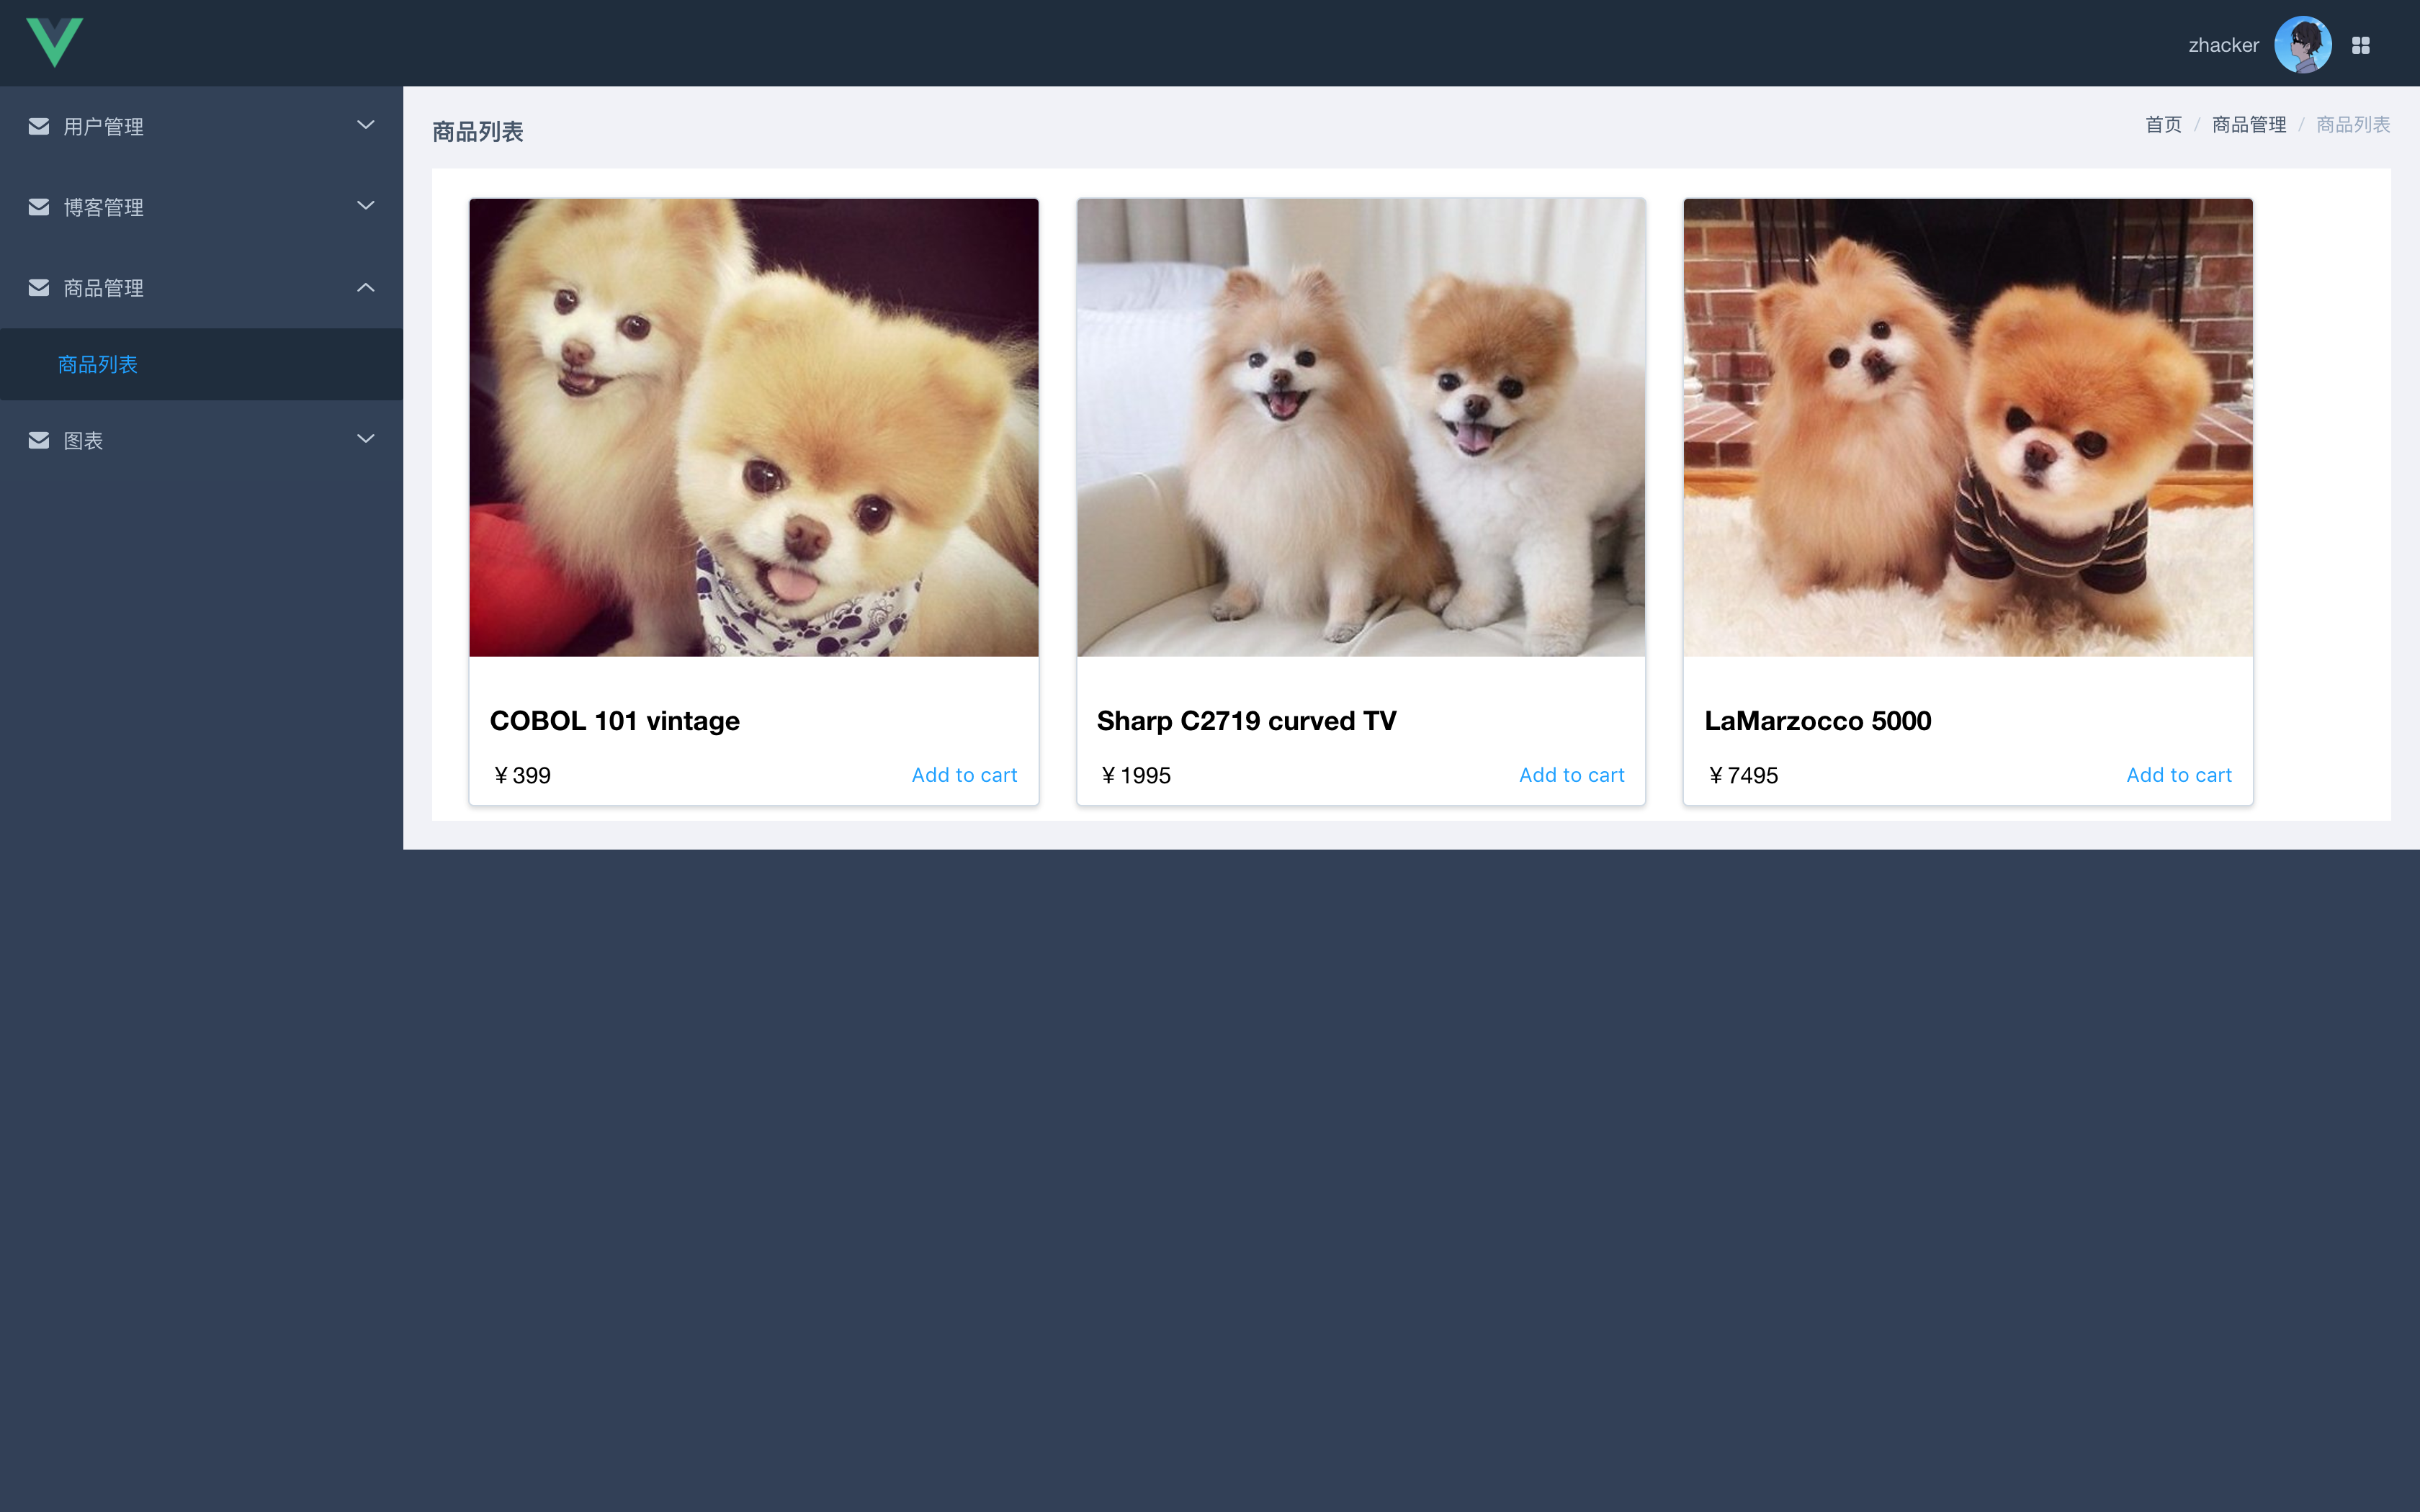 zhacker
用户管理
博客管理
商品管理
商品列表
图表
商品列表
首页 / 商品管理 / 商品列表
COBOL 101 vintage
¥ 399 Add to cart
Sharp C2719 curved TV
¥ 1995 Add to cart
LaMarzocco 5000
¥ 7495 Add to cart